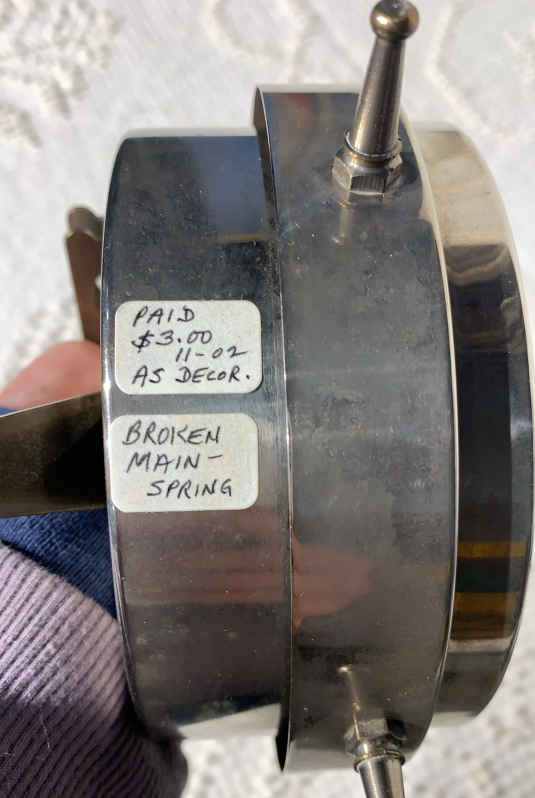 PAID
$3.00
11-02
AS DECOR.
BROKEN
MAIN-
SPRING